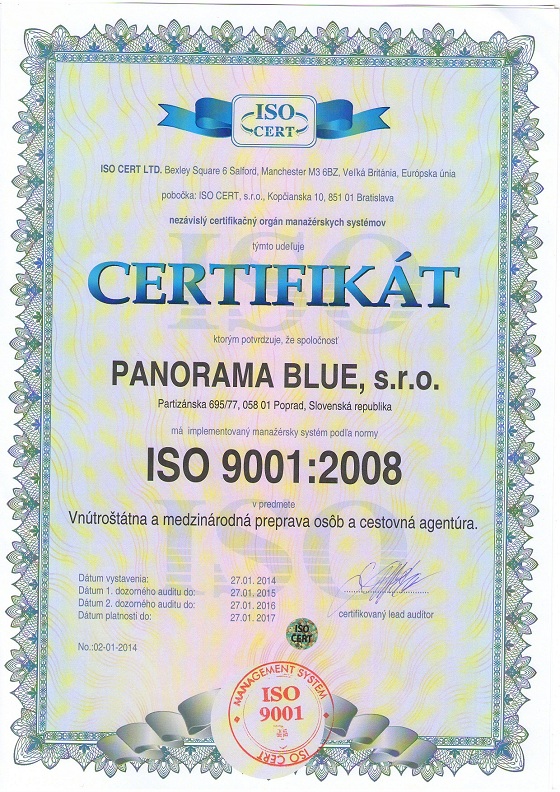 ISO
CERT
ISO CERT LTD. Bexley Square 6 Salford, Manchester M3 6BZ, Veľká Británia, Európska únia
pobočka: ISO CERT, s.r.o., Kopčianska 10, 851 01 Bratislava
nezávislý certifikačný orgán manažérskych systémov
týmto udeľuje
CERTIFIKÁT
ktorým potvrdzuje, že spoločnosť
PANORAMA BLUE, s.r.o.
Partizánska 695/77, 058 01 Poprad, Slovenská republika
má implementovaný manažérsky systém podľa normy
ISO 9001:2008
v predmete
Vnútroštátna a medzinárodná preprava osôb a cestovná agentúra.
Dátum vystavenia: 27.01. 2014
Dátum 1. dozorného auditu do: 27.01. 2015
Dátum 2. dozorného auditu do: 27.01. 2016
Dátum platnosti do: 27.01. 2017
certifikovaný lead auditor
ISO
CERT
No.:02-01-2014
MANAGEMENT SYSTEM
ISO
9001
ISO CERT